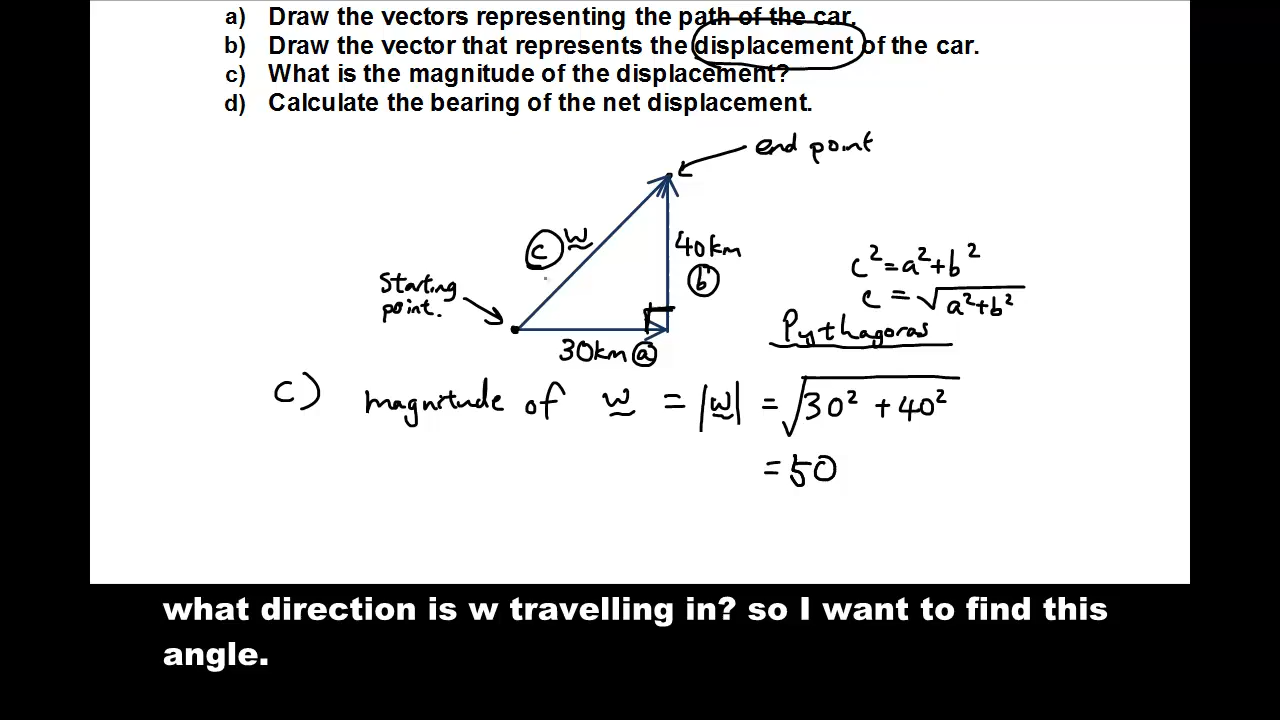 a) Draw the vectors representing the path of the car.
b) Draw the vector that represents the displacement of the car.
c) What is the magnitude of the displacement?
d) Calculate the bearing of the net displacement.
end point
c w
40km
b
Starting
point.
30km a
c² = a² + b²
c = √a² + b²
Pythagoras
c) magnitude of w = |w| = √30² + 40²
= 50
what direction is w travelling in? so I want to find this
angle.